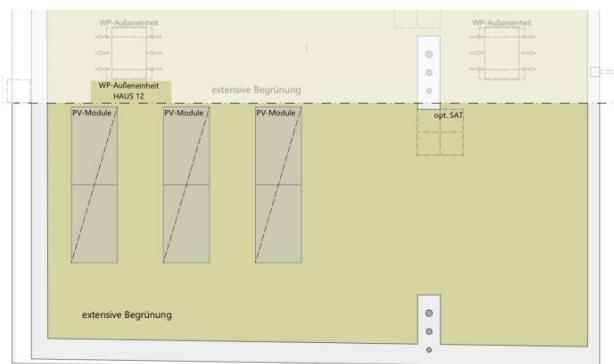 WP-Außeneinheit
WP-Außeneinheit
WP-Außeneinheit
HAUS 12
extensive Begrünung
PV-Module
PV-Module
PV-Module
opt. SAT
extensive Begrünung